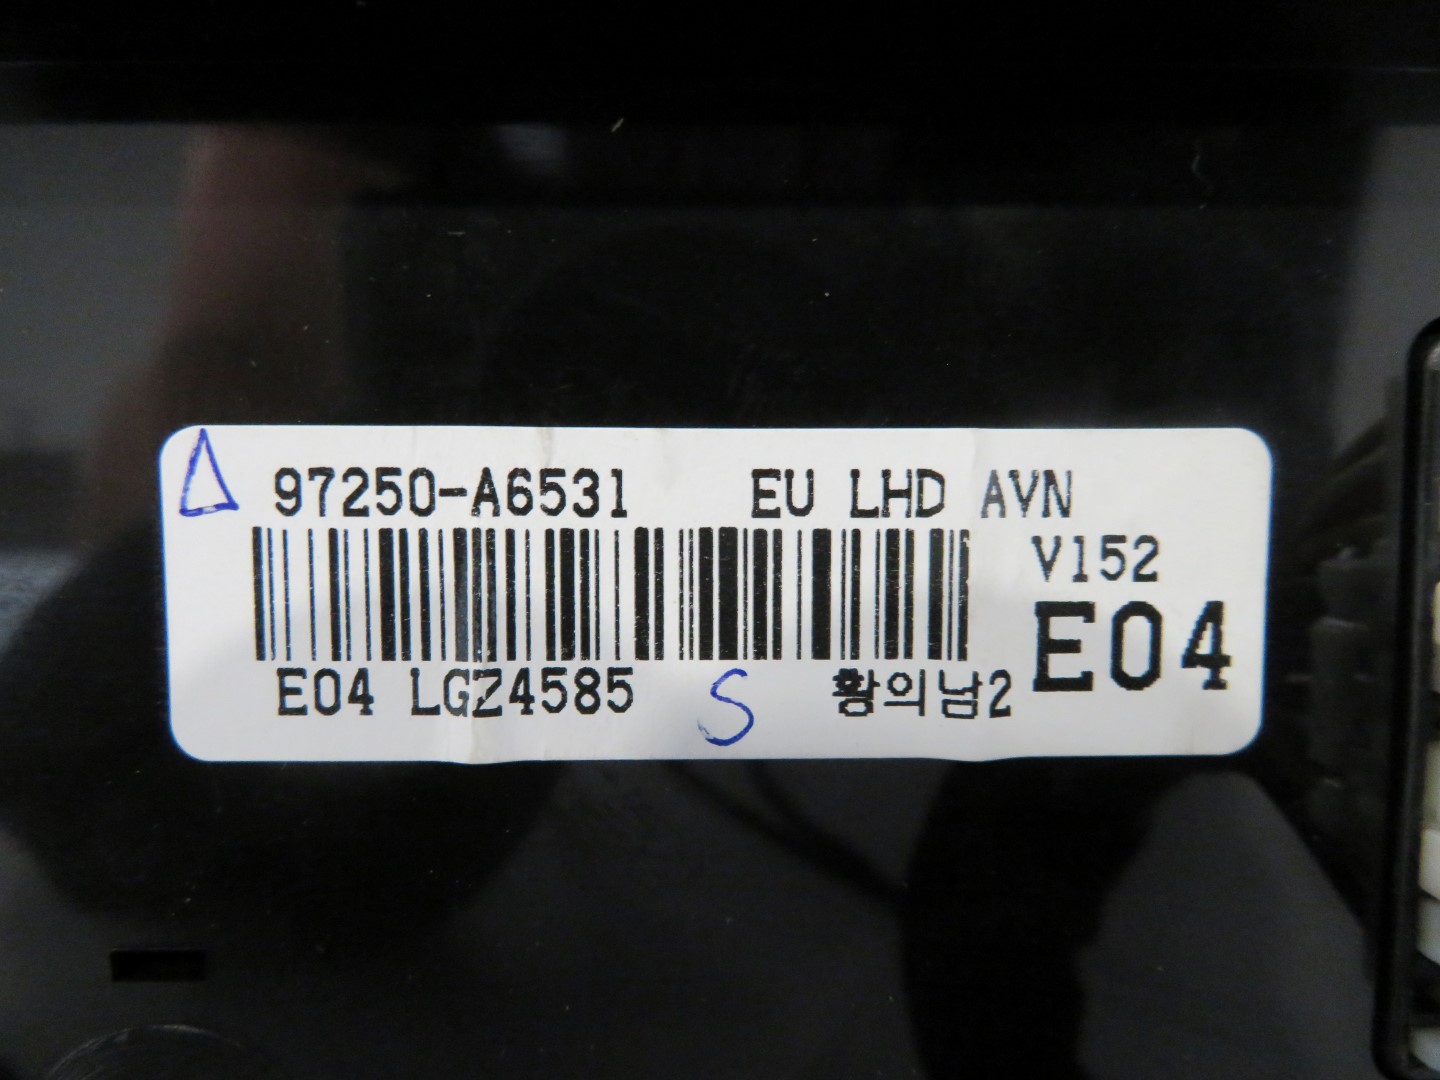 97250-A6531 EU LHD AVN
V152
E04
E04 LGZ4585 S 황의남2